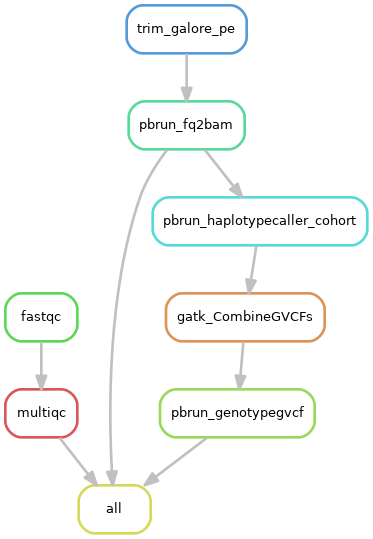 trim_galore_pe
pbrun_fq2bam
pbrun_haplotypecaller_cohort
fastqc
gatk_CombineGVCFs
multiqc
pbrun_genotypegvcf
all